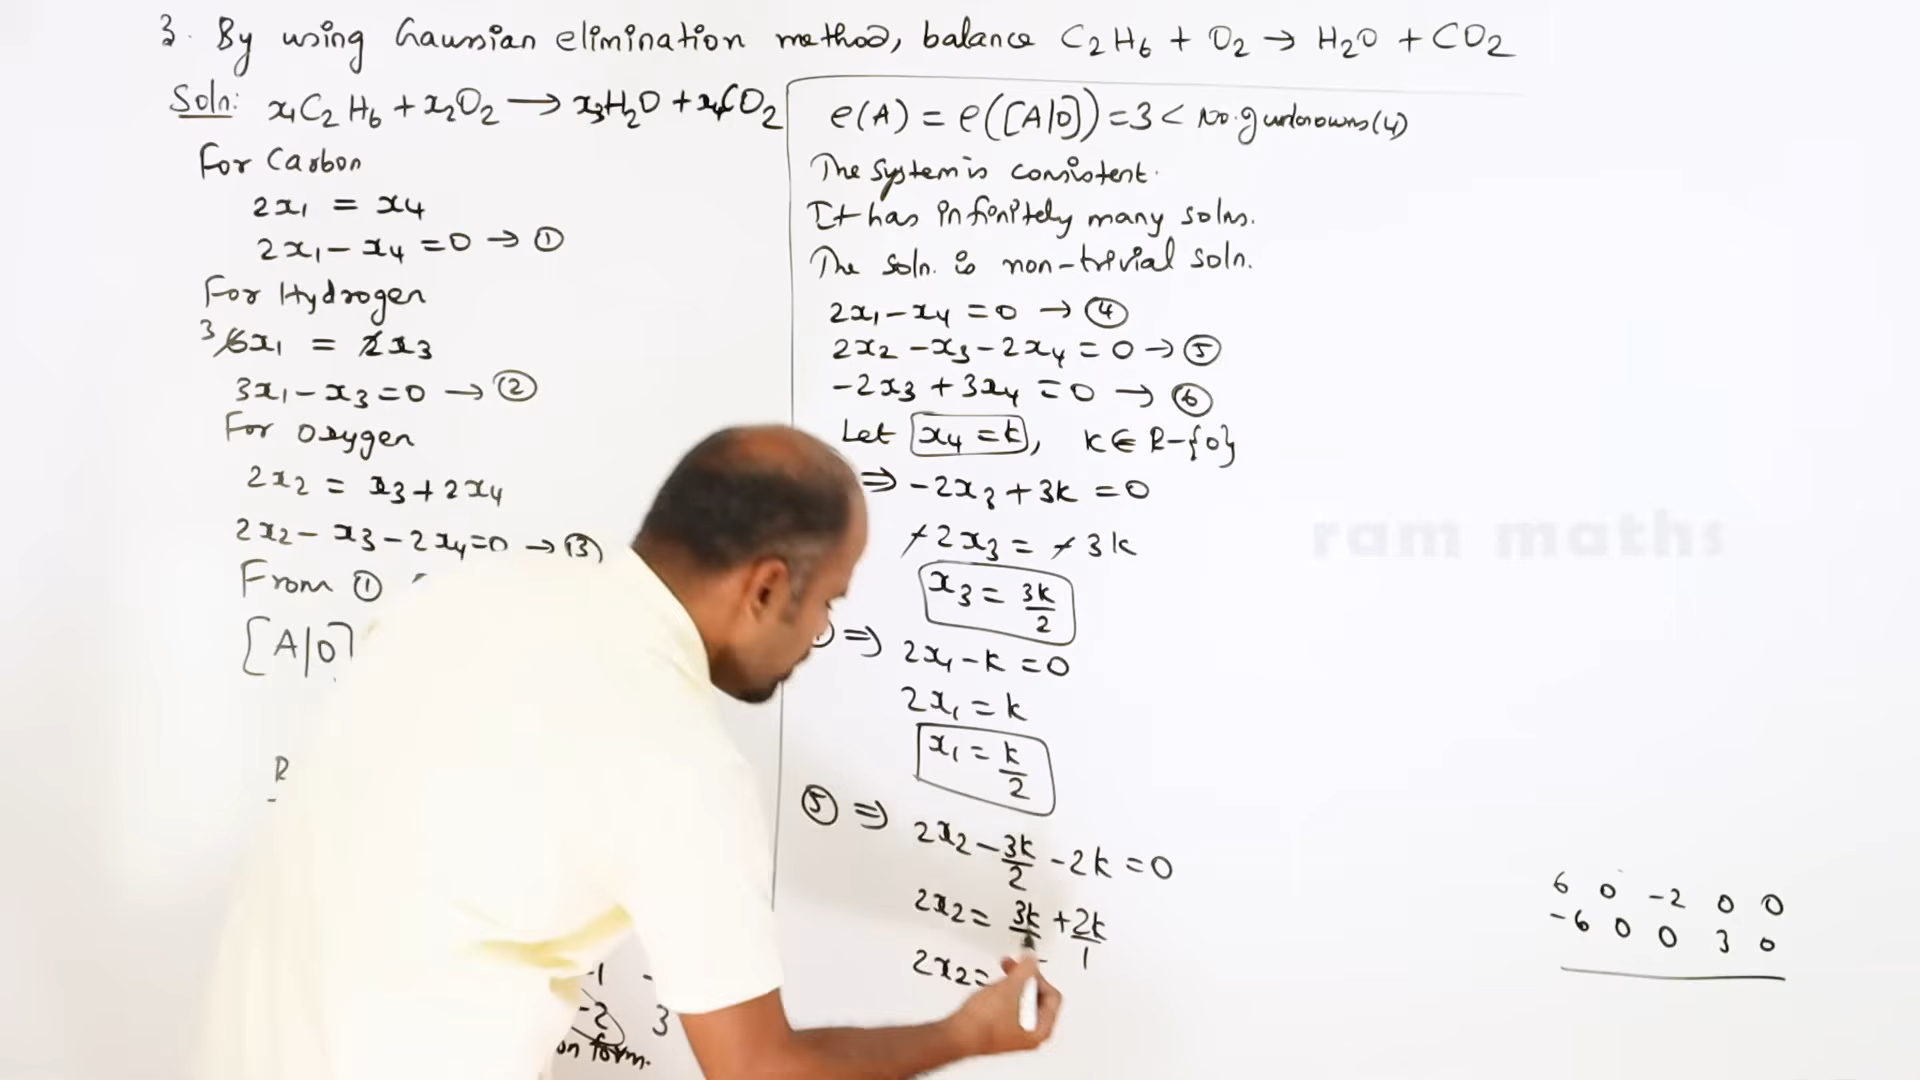 3. By using Gaussian elimination method, balance C₂H₆ + O₂ → H₂O + CO₂
Soln: x₁C₂H₆ + x₂O₂ → x₃H₂O + x₄CO₂
For Carbon
2x₁ = x₄
2x₁ - x₄ = 0 → ①
For Hydrogen
³6x₁ = 2x₃
3x₁ - x₃ = 0 → ②
For Oxygen
2x₂ = x₃ + 2x₄
2x₂ - x₃ - 2x₄ = 0 → ③
From ①
[A|0]
R
-1 -
-2 3
on form.
ρ(A) = ρ([A|0]) = 3 < No. of unknowns (4)
The system is consistent.
It has infinitely many solns.
The soln. is non-trivial soln.
2x₁ - x₄ = 0 → ④
2x₂ - x₃ - 2x₄ = 0 → ⑤
-2x₃ + 3x₄ = 0 → ⑥
Let x₄ = k, k ∈ R-{0}
⇒ -2x₃ + 3k = 0
-2x₃ = -3k
x₃ = 3k/2
⇒ 2x₁ - k = 0
2x₁ = k
x₁ = k/2
⑤ ⇒ 2x₂ - 3k/2 - 2k = 0
2x₂ = 3k/ + 2k/1
2x₂ =
ram maths
6 0 -2 0 0
-6 0 0 3 0